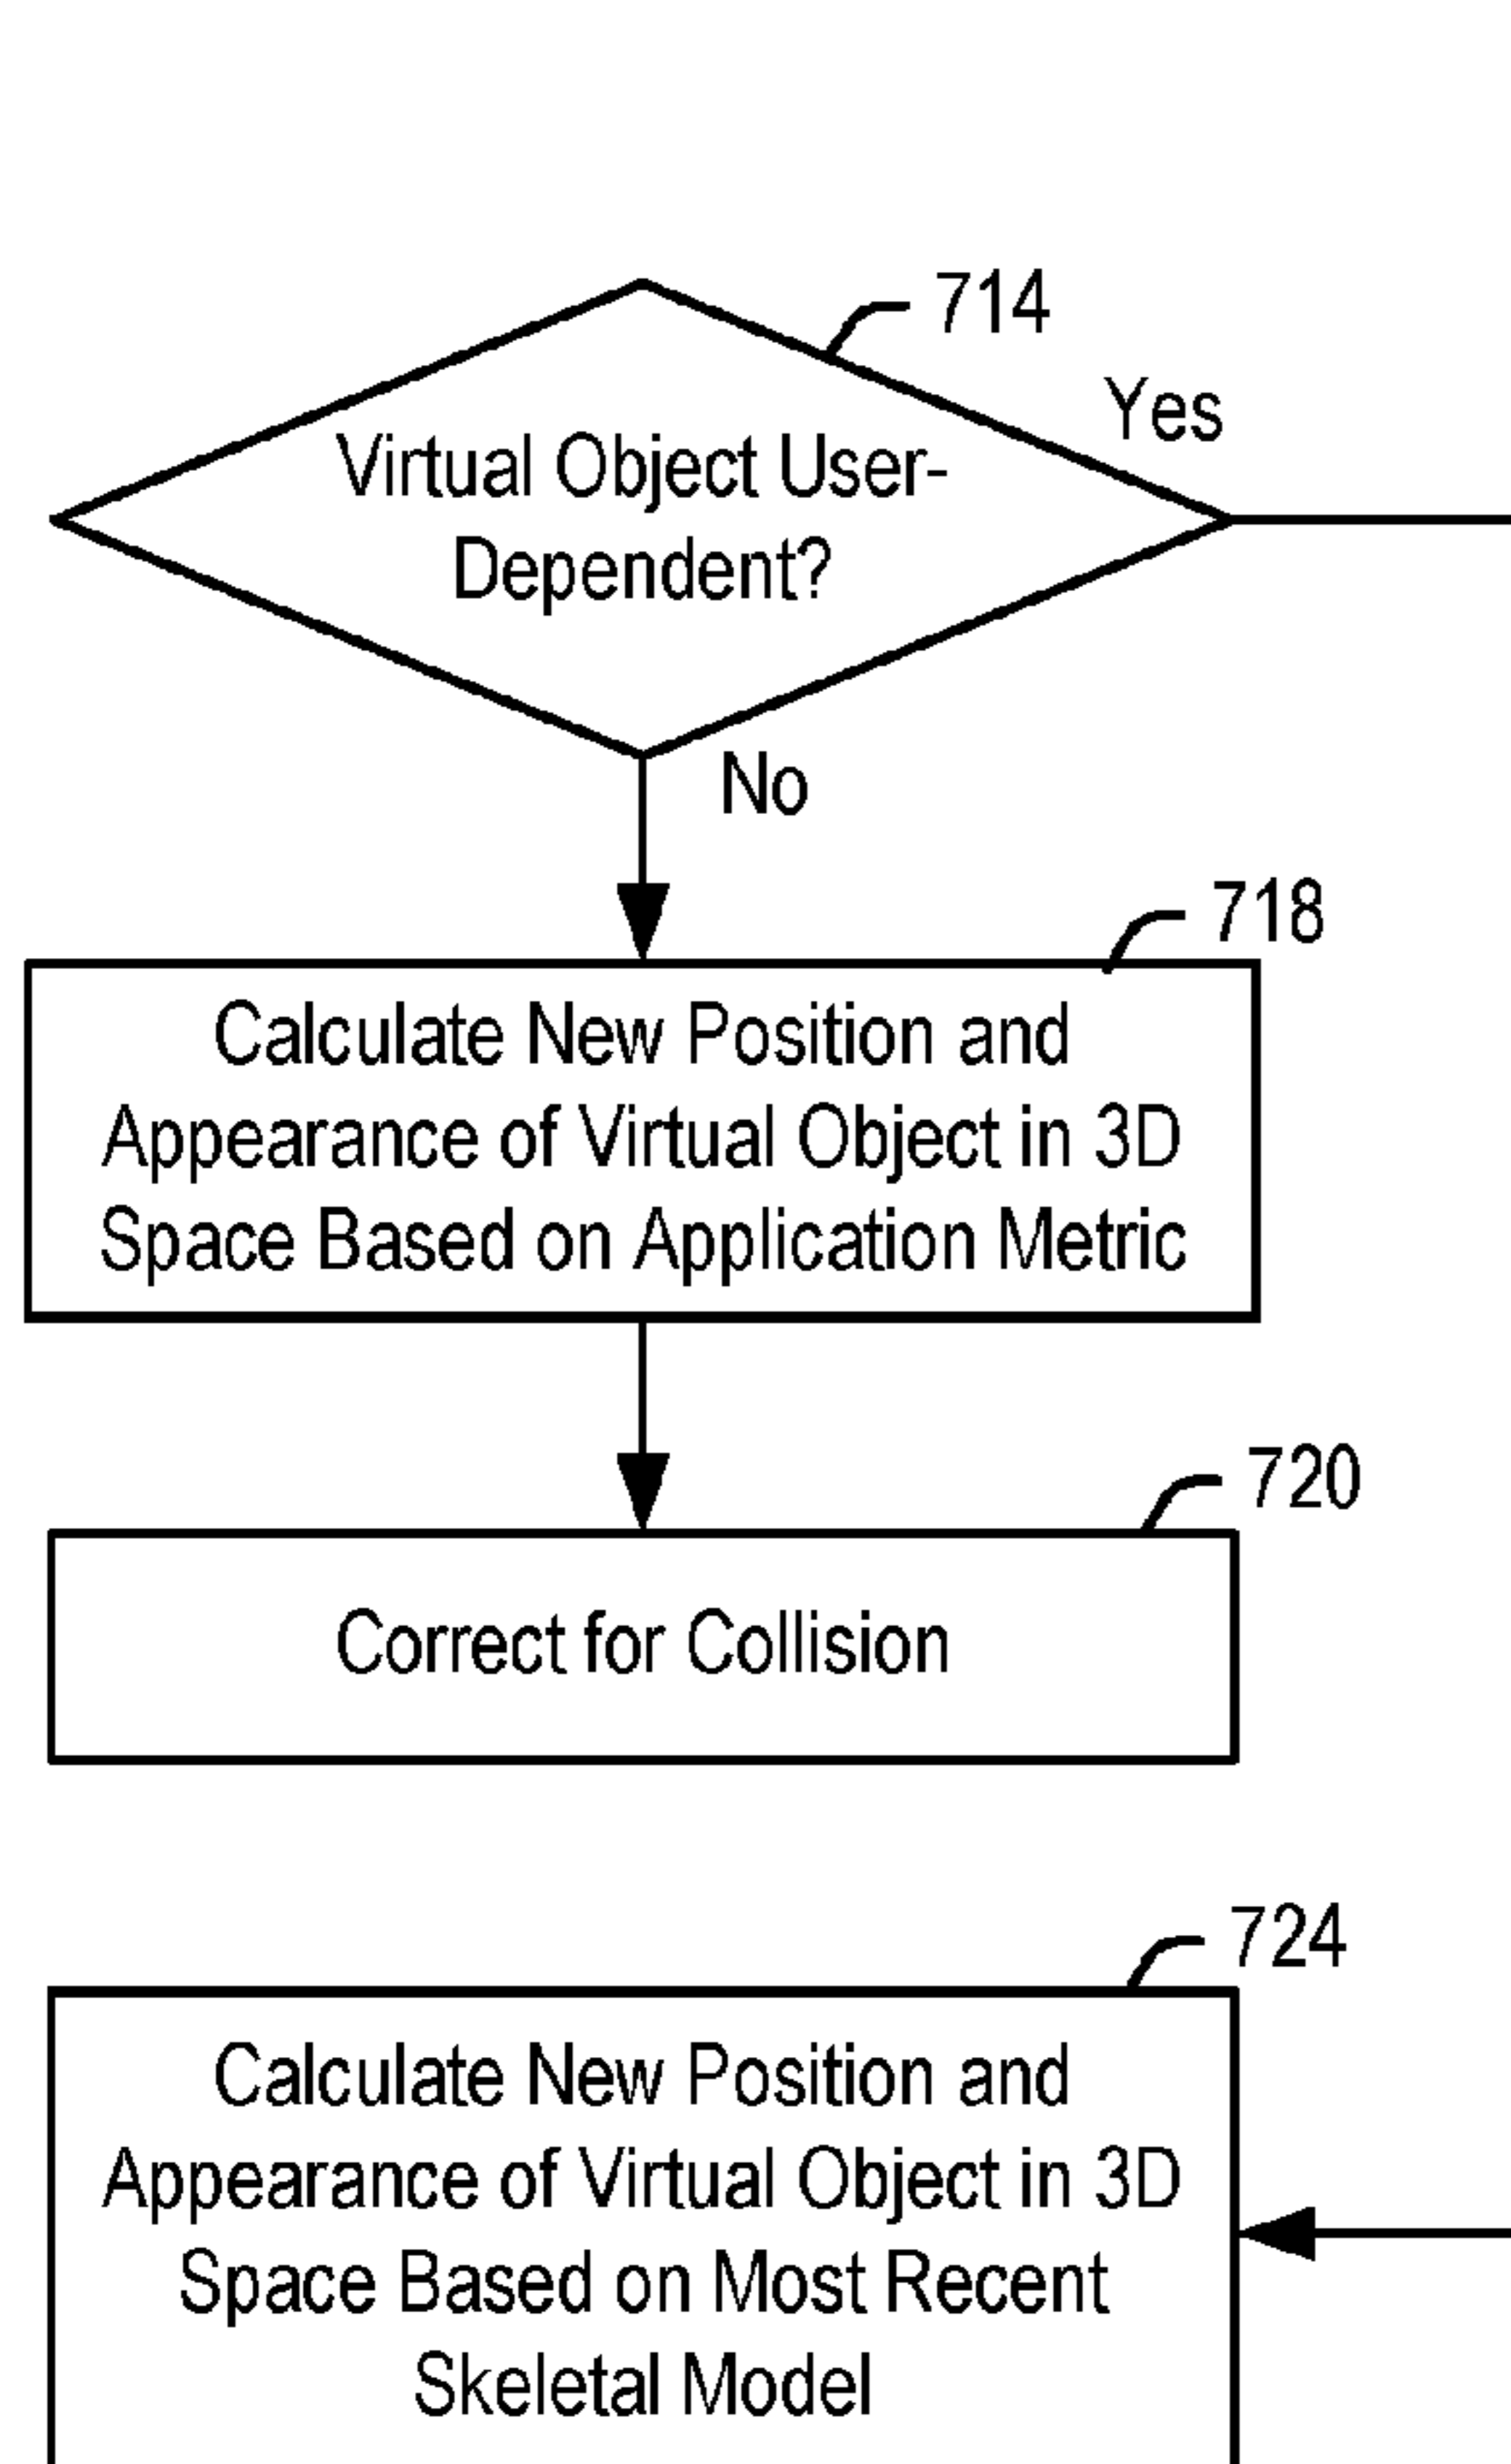 714
Yes
Virtual Object User-
Dependent?
No
718
Calculate New Position and
Appearance of Virtual Object in 3D
Space Based on Application Metric
720
Correct for Collision
724
Calculate New Position and
Appearance of Virtual Object in 3D
Space Based on Most Recent
Skeletal Model